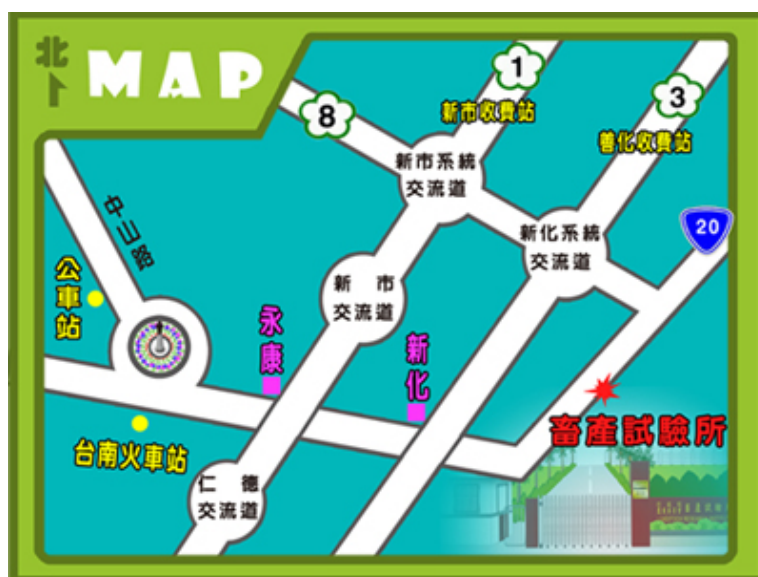 北
MAP
1
8
3
新市收費站
善化收費站
新市系統
交流道
20
新化系統
交流道
中山路
公車站
新市
交流道
永康
新化
畜產試驗所
台南火車站
仁德
交流道